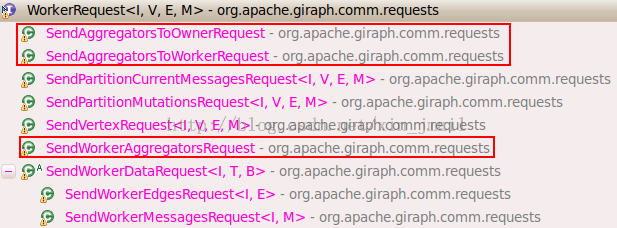 WorkerRequest<I, V, E, M> - org.apache.giraph.comm.requests
SendAggregatorsToOwnerRequest - org.apache.giraph.comm.requests
SendAggregatorsToWorkerRequest - org.apache.giraph.comm.requests
SendPartitionCurrentMessagesRequest<I, V, E, M> - org.apache.giraph.comm.requests
SendPartitionMutationsRequest<I, V, E, M> - org.apache.giraph.comm.requests
SendVertexRequest<I, V, E, M> - org.apache.giraph.comm.requests
SendWorkerAggregatorsRequest - org.apache.giraph.comm.requests
A SendWorkerDataRequest<I, T, B> - org.apache.giraph.comm.requests
SendWorkerEdgesRequest<I, E> - org.apache.giraph.comm.requests
SendWorkerMessagesRequest<I, M> - org.apache.giraph.comm.requests